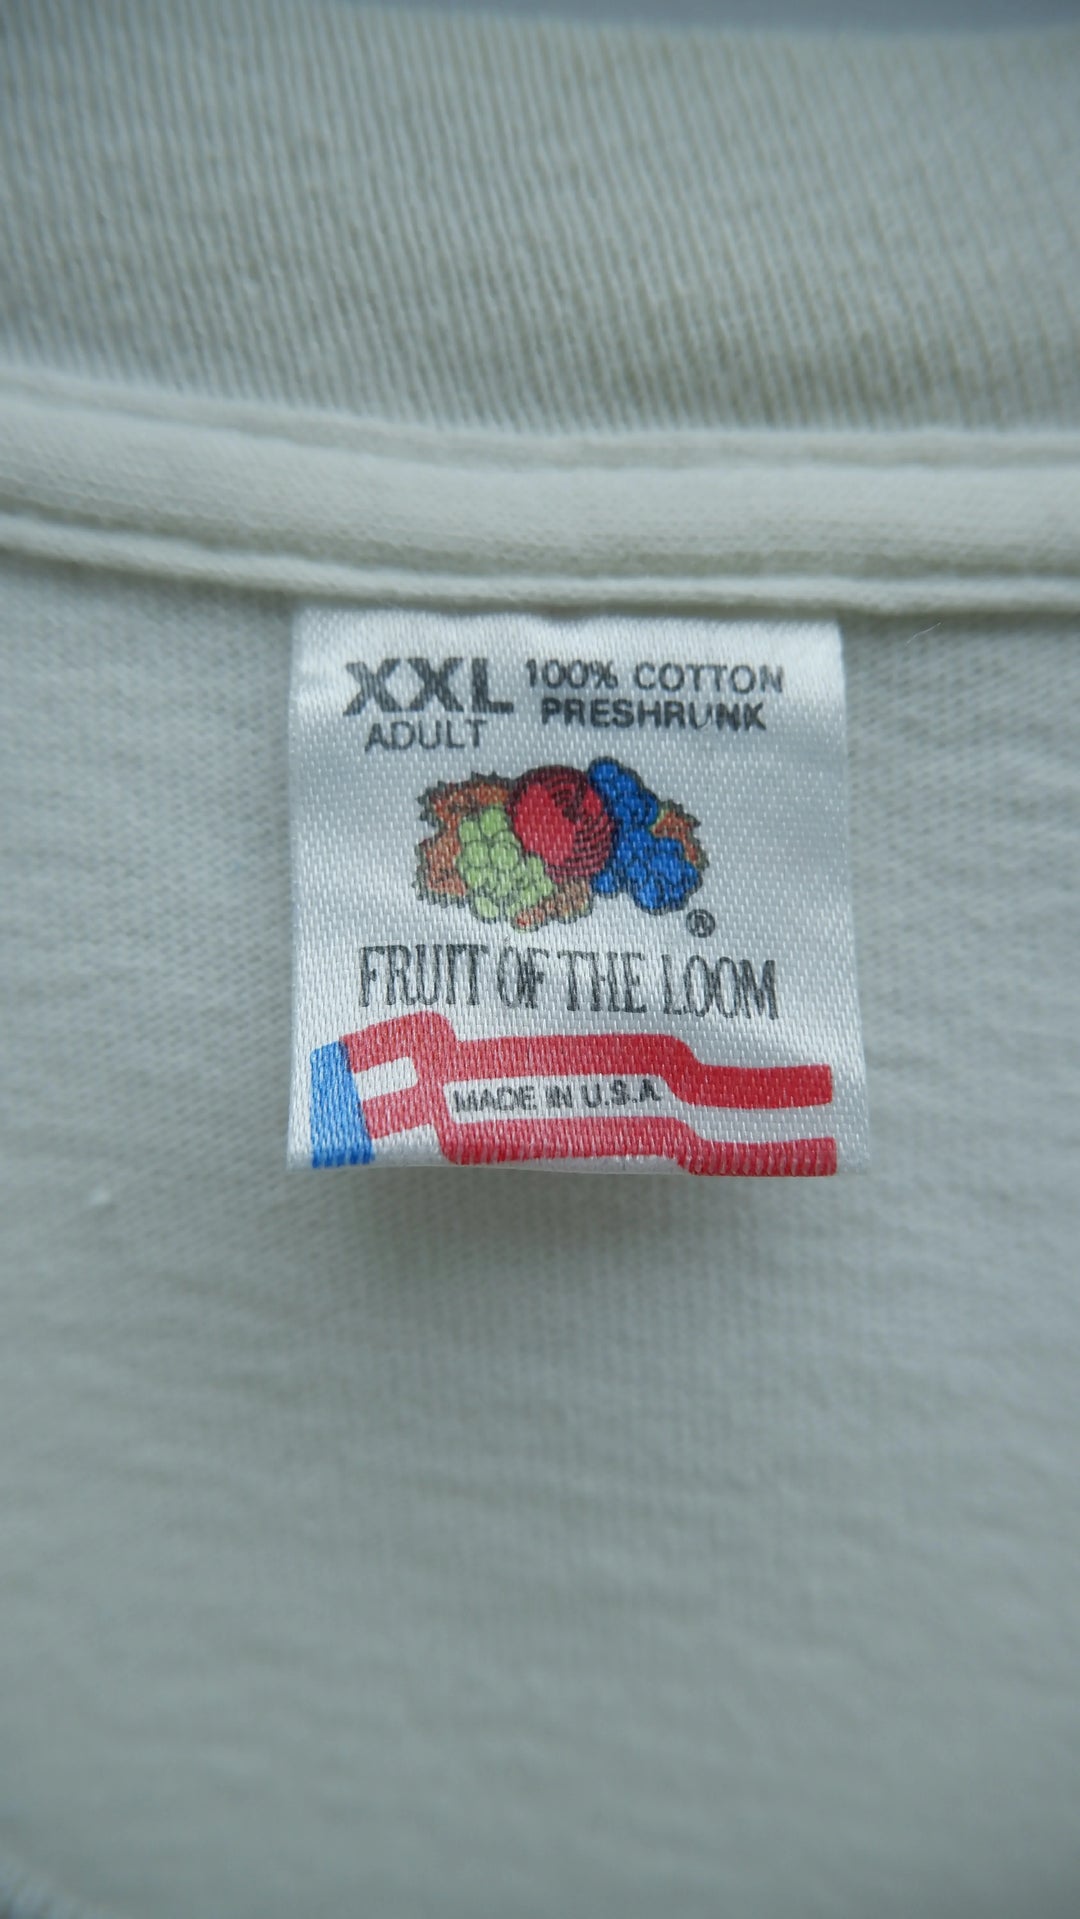 XXL 100% COTTON
ADULT PRESHRUNK
®
FRUIT OF THE LOOM
MADE IN U.S.A